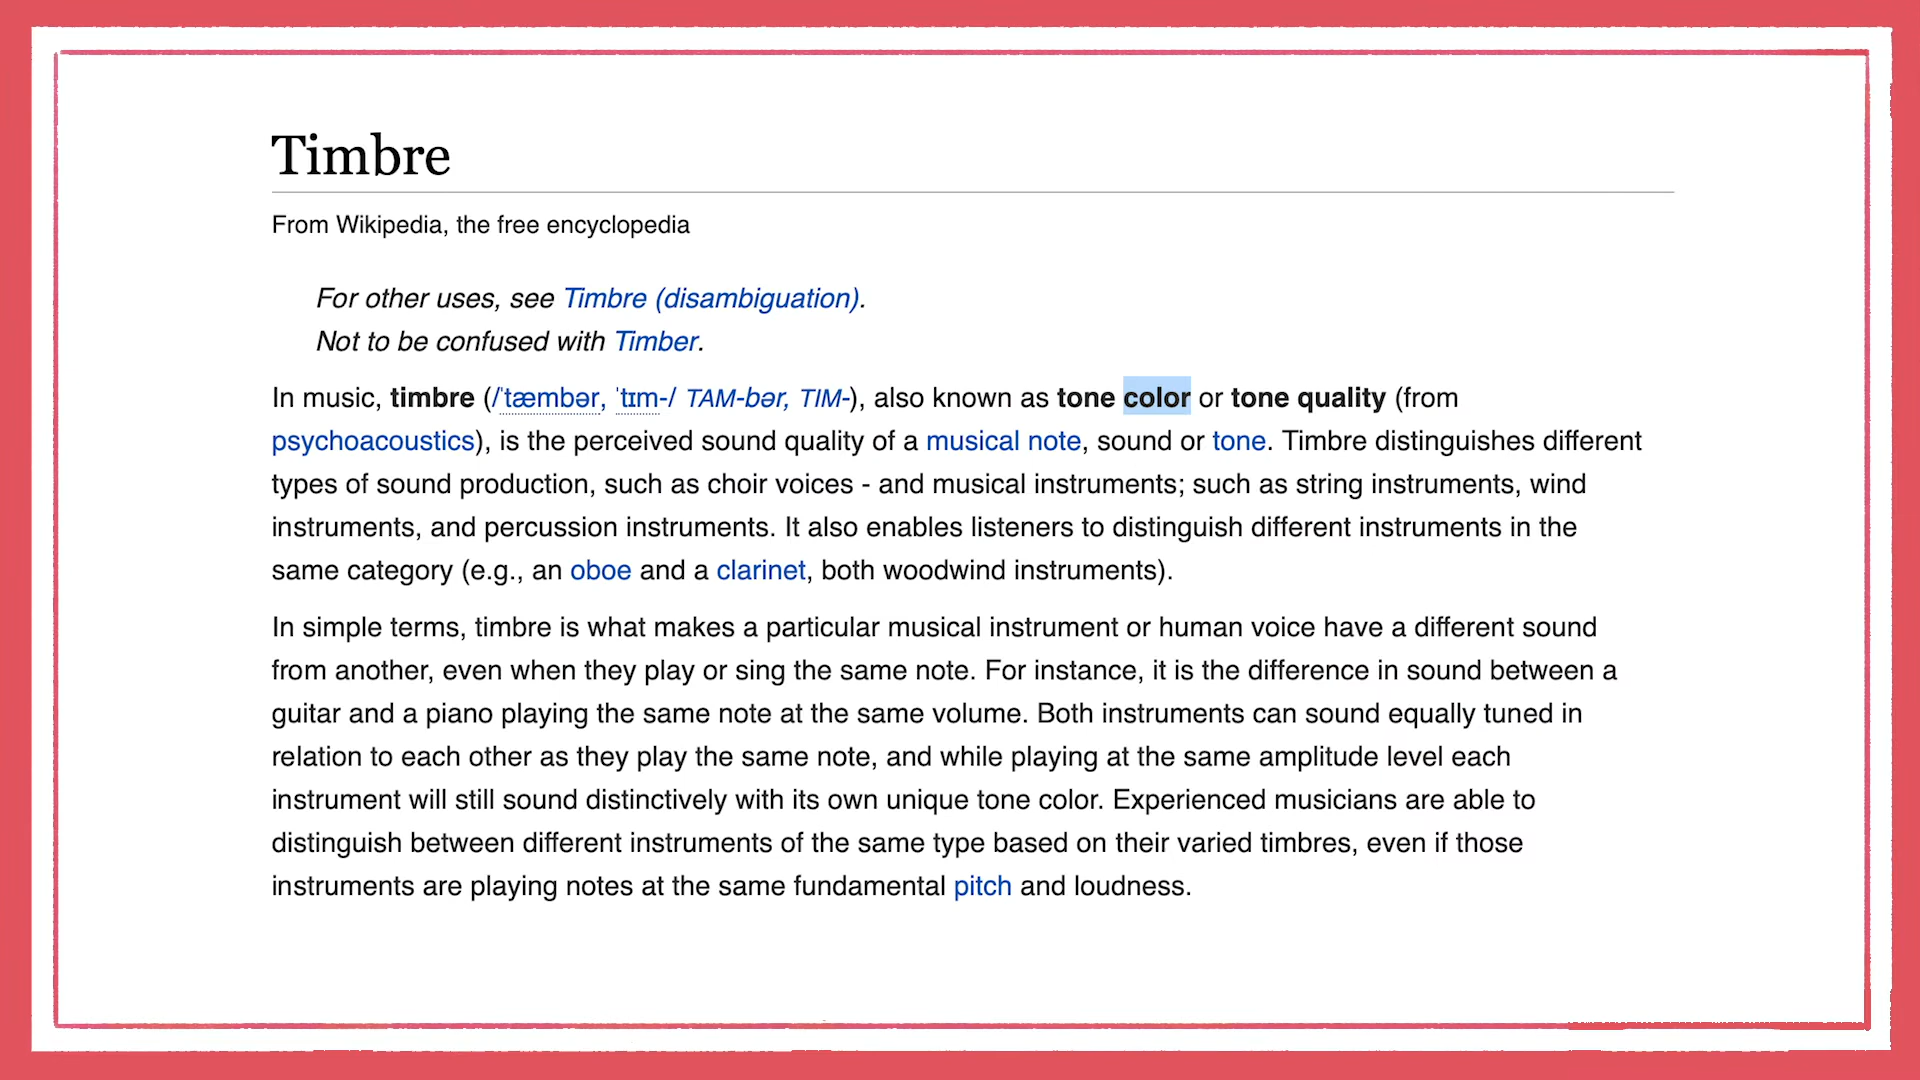 Timbre
From Wikipedia, the free encyclopedia
For other uses, see Timbre (disambiguation).
Not to be confused with Timber.
In music, timbre (/ˈtæmbər, ˈtɪm-/ TAM-bər, TIM-), also known as tone color or tone quality (from
psychoacoustics), is the perceived sound quality of a musical note, sound or tone. Timbre distinguishes different
types of sound production, such as choir voices - and musical instruments; such as string instruments, wind
instruments, and percussion instruments. It also enables listeners to distinguish different instruments in the
same category (e.g., an oboe and a clarinet, both woodwind instruments).
In simple terms, timbre is what makes a particular musical instrument or human voice have a different sound
from another, even when they play or sing the same note. For instance, it is the difference in sound between a
guitar and a piano playing the same note at the same volume. Both instruments can sound equally tuned in
relation to each other as they play the same note, and while playing at the same amplitude level each
instrument will still sound distinctively with its own unique tone color. Experienced musicians are able to
distinguish between different instruments of the same type based on their varied timbres, even if those
instruments are playing notes at the same fundamental pitch and loudness.